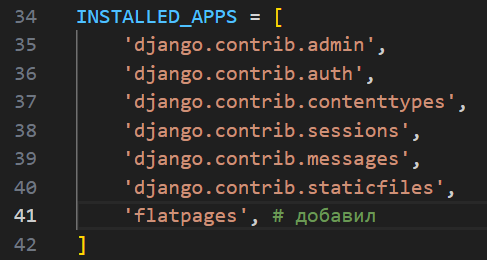 34 INSTALLED_APPS = [
35     'django.contrib.admin',
36     'django.contrib.auth',
37     'django.contrib.contenttypes',
38     'django.contrib.sessions',
39     'django.contrib.messages',
40     'django.contrib.staticfiles',
41     'flatpages', # добавил
42 ]